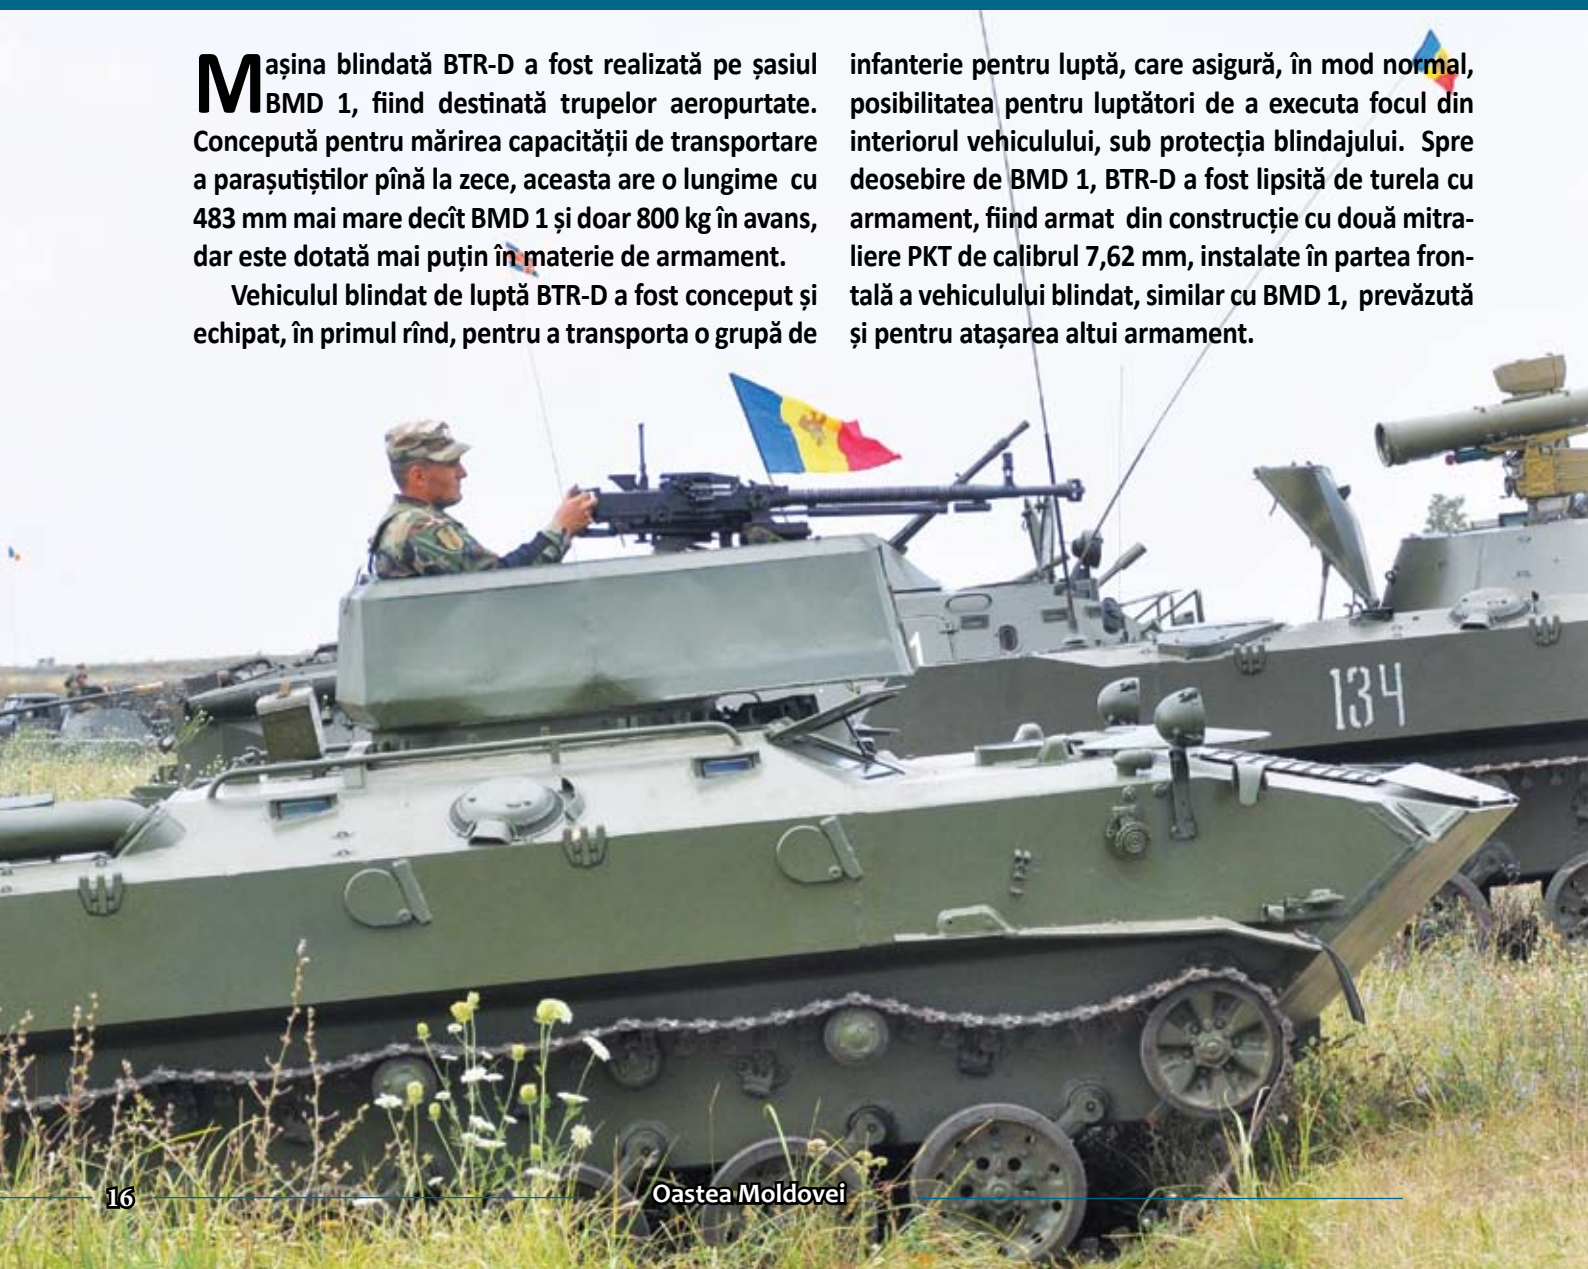 Mașina blindată BTR-D a fost realizată pe șasiul
BMD 1, fiind destinată trupelor aeropurtate.
Concepută pentru mărirea capacității de transportare
a parașutiștilor pînă la zece, aceasta are o lungime cu
483 mm mai mare decît BMD 1 și doar 800 kg în avans,
dar este dotată mai puțin în materie de armament.
Vehiculul blindat de luptă BTR-D a fost conceput și
echipat, în primul rînd, pentru a transporta o grupă de
infanterie pentru luptă, care asigură, în mod normal,
posibilitatea pentru luptători de a executa focul din
interiorul vehiculului, sub protecția blindajului. Spre
deosebire de BMD 1, BTR-D a fost lipsită de turela cu
armament, fiind armat din construcție cu două mitra-
liere PKT de calibrul 7,62 mm, instalate în partea fron-
tală a vehiculului blindat, similar cu BMD 1, prevăzută
și pentru atașarea altui armament.
1
134
16
Oastea Moldovei